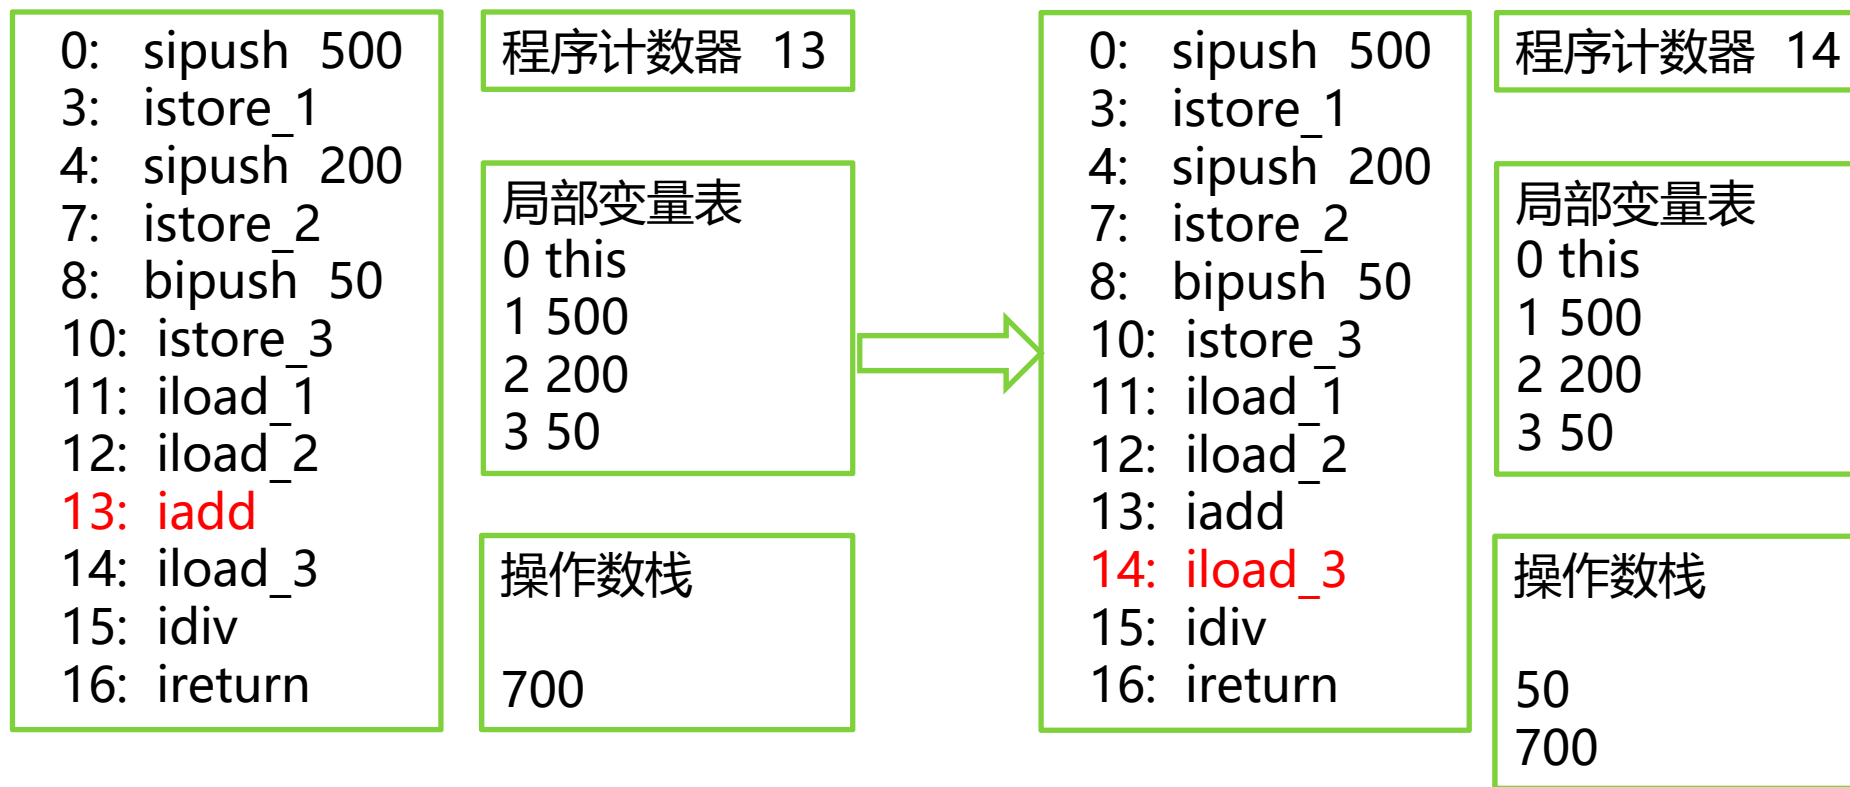 0: sipush 500
3: istore_1
4: sipush 200
7: istore_2
8: bipush 50
10: istore_3
11: iload_1
12: iload_2
13: iadd
14: iload_3
15: idiv
16: ireturn
程序计数器 13
局部变量表
0 this
1 500
2 200
3 50
操作数栈
700
0: sipush 500
3: istore_1
4: sipush 200
7: istore_2
8: bipush 50
10: istore_3
11: iload_1
12: iload_2
13: iadd
14: iload_3
15: idiv
16: ireturn
程序计数器 14
局部变量表
0 this
1 500
2 200
3 50
操作数栈
50
700